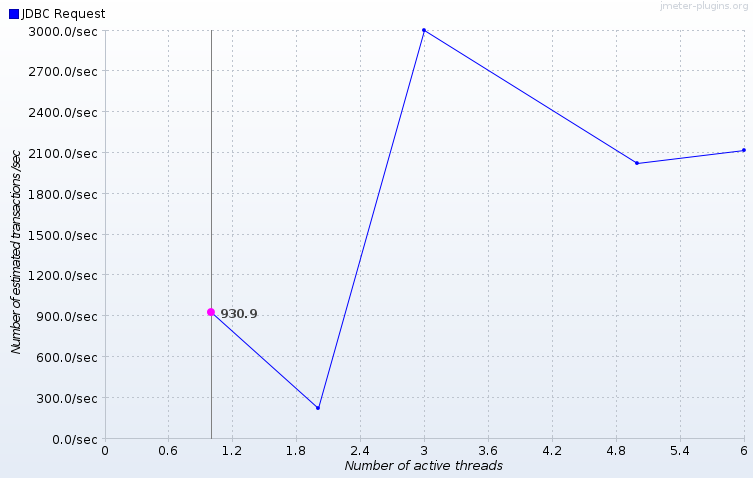 jmeter-plugins.org
JDBC Request
3000.0/sec
2700.0/sec
2400.0/sec
2100.0/sec
1800.0/sec
1500.0/sec
1200.0/sec
900.0/sec
600.0/sec
300.0/sec
0.0/sec
Number of estimated transactions /sec
930.9
0 0.6 1.2 1.8 2.4 3 3.6 4.2 4.8 5.4 6
Number of active threads